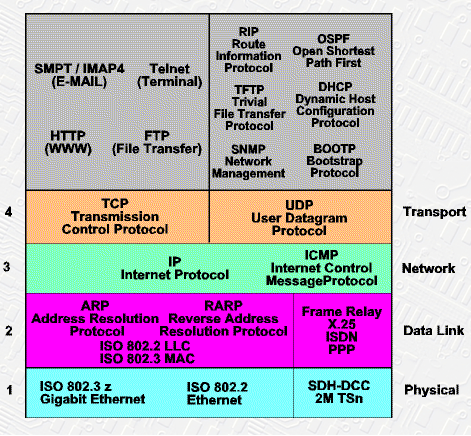 SMPT / IMAP4
(E-MAIL)
Telnet
(Terminal)
HTTP
(WWW)
FTP
(File Transfer)
RIP
Route
Information
Protocol
OSPF
Open Shortest
Path First
TFTP
Trivial
File Transfer
Protocol
DHCP
Dynamic Host
Configuration
Protocol
SNMP
Network
Management
BOOTP
Bootstrap
Protocol
4
TCP
Transmission
Control Protocol
UDP
User Datagram
Protocol
Transport
3
IP
Internet Protocol
ICMP
Internet Control
MessageProtocol
Network
2
ARP
Address Resolution
Protocol
RARP
Reverse Address
Resolution Protocol
ISO 802.2 LLC
ISO 802.3 MAC
Frame Relay
X.25
ISDN
PPP
Data Link
1
ISO 802.3 z
Gigabit Ethernet
ISO 802.2
Ethernet
SDH-DCC
2M TSn
Physical